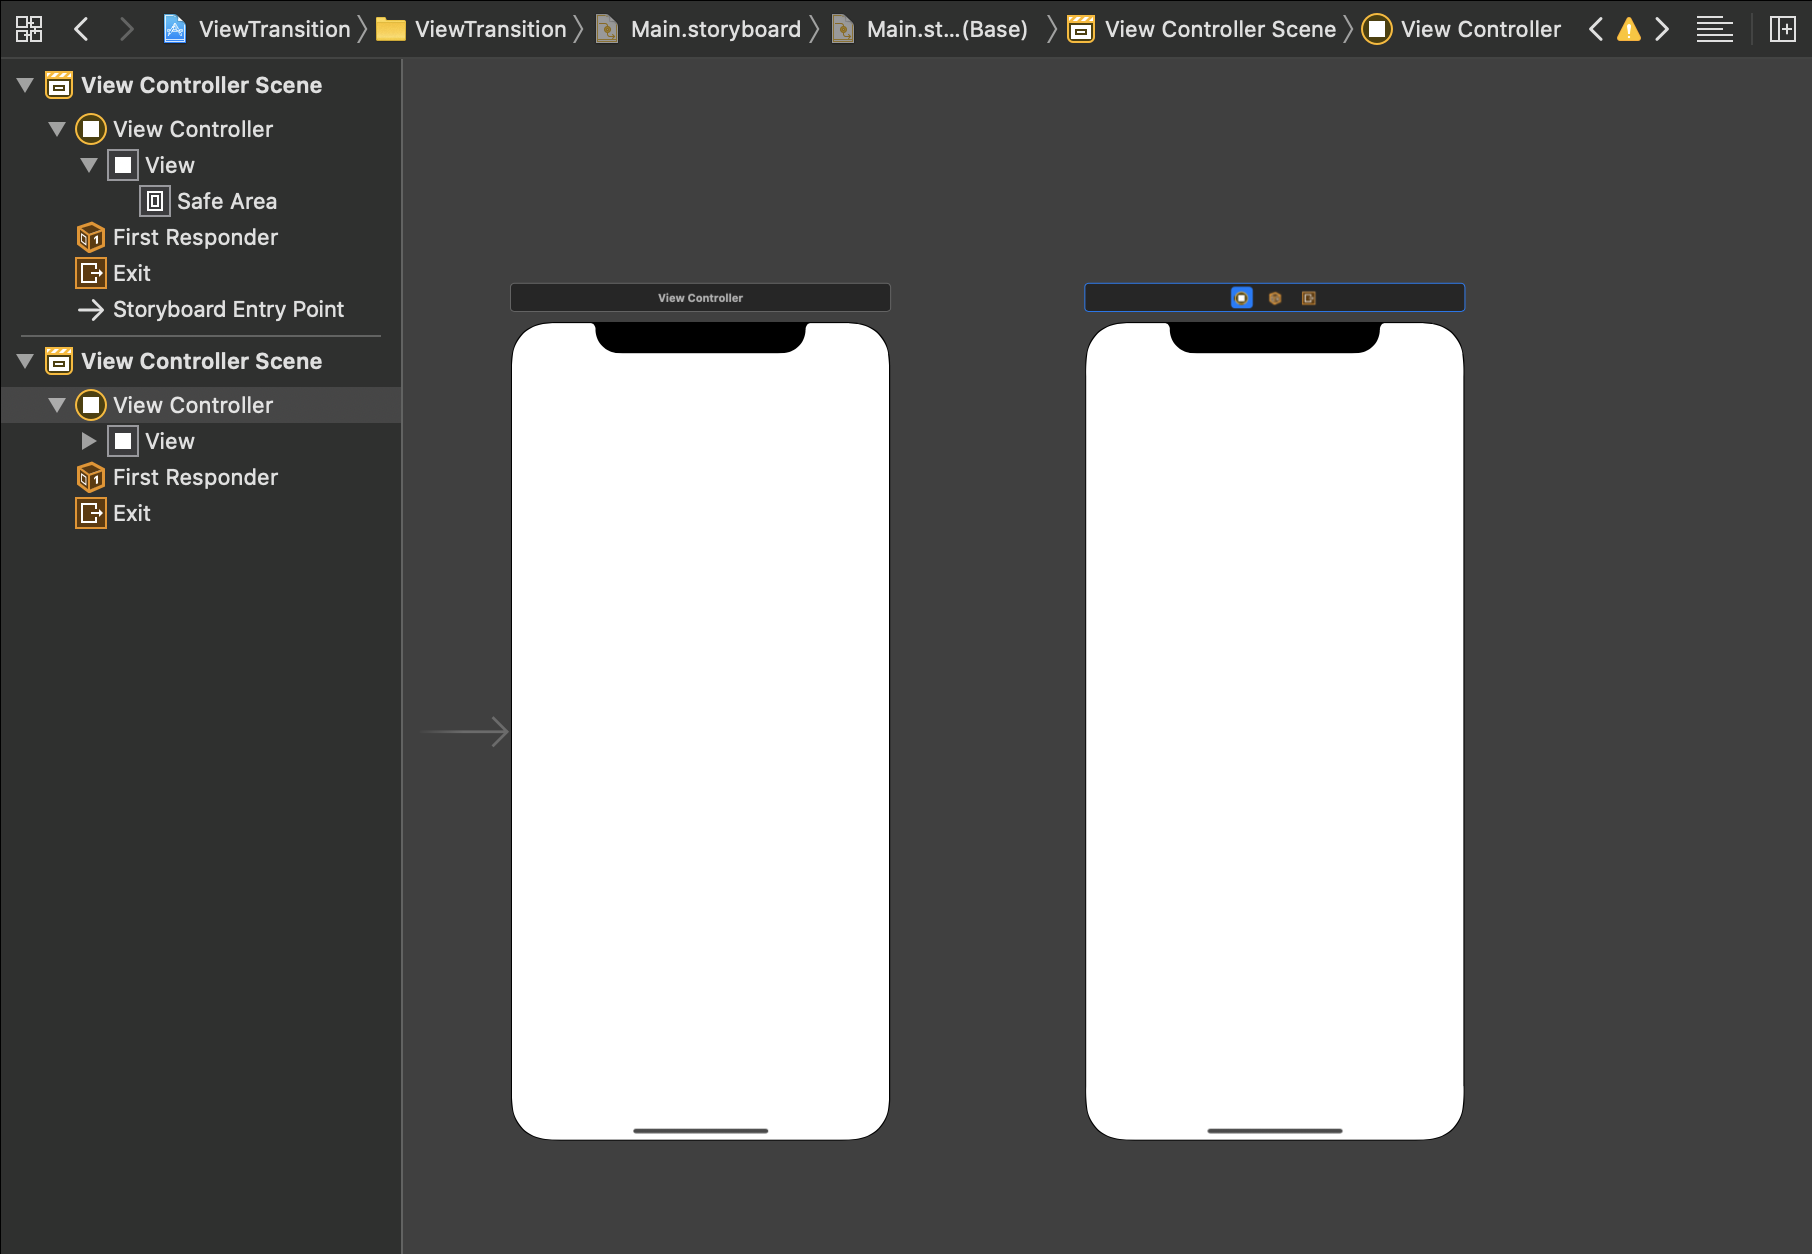 ViewTransition ViewTransition Main.storyboard Main.st...(Base) View Controller Scene View Controller
View Controller Scene
View Controller
View
Safe Area
First Responder
Exit
Storyboard Entry Point
View Controller Scene
View Controller
View
First Responder
Exit
View Controller